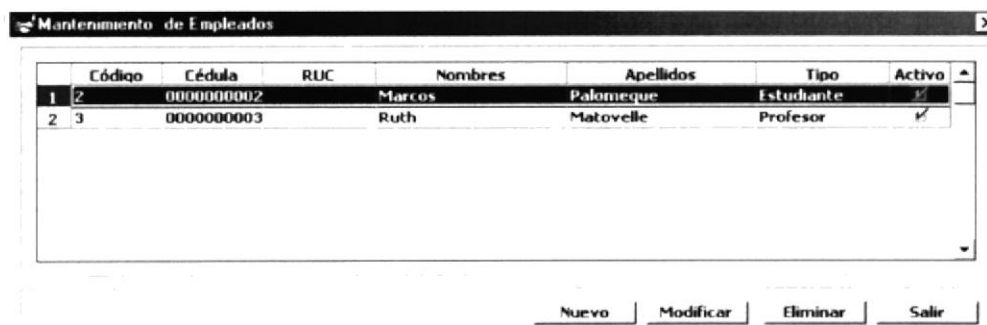 Mantenimiento de Empleados
Código Cédula RUC Nombres Apellidos Tipo Activo
1 2 0000000002 Marcos Palomeque Estudiante
2 3 0000000003 Ruth Matovelle Profesor
Nuevo Modificar Eliminar Salir